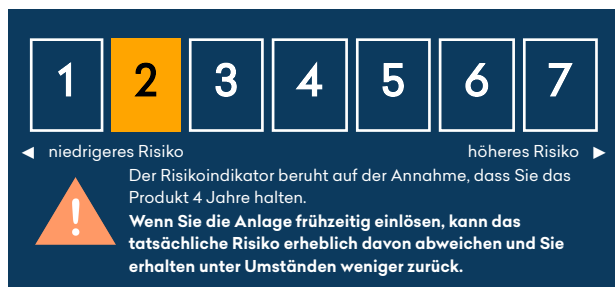 1 2 3 4 5 6 7
◄ niedrigeres Risiko höheres Risiko ►
!
Der Risikoindikator beruht auf der Annahme, dass Sie das
Produkt 4 Jahre halten.
Wenn Sie die Anlage frühzeitig einlösen, kann das
tatsächliche Risiko erheblich davon abweichen und Sie
erhalten unter Umständen weniger zurück.